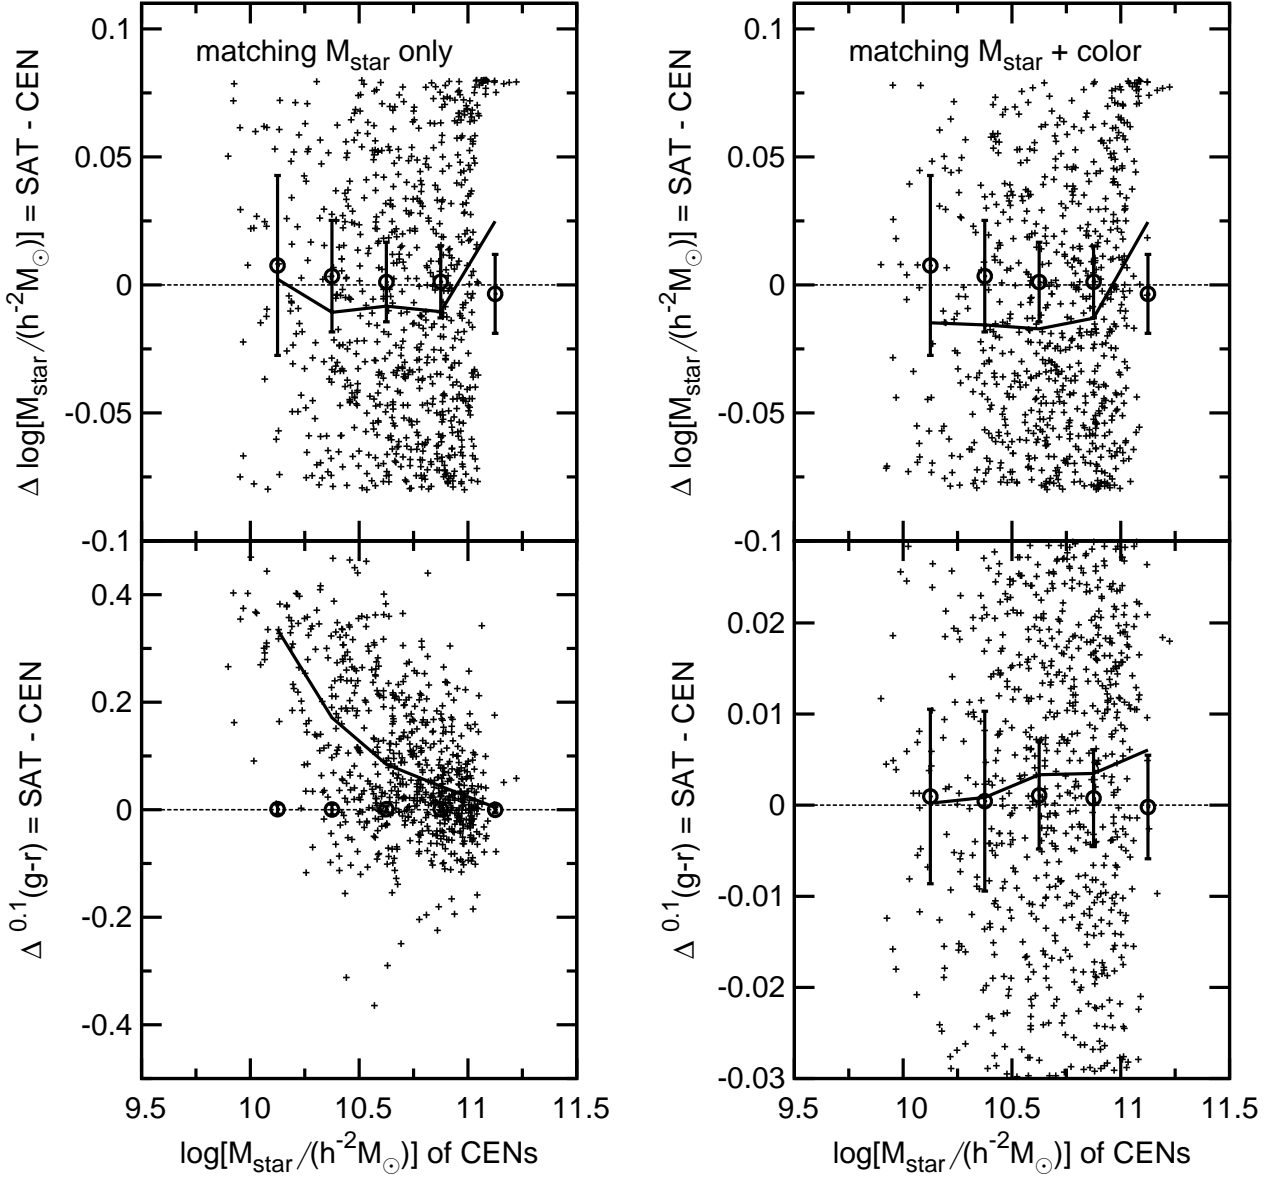 matching M_star only
0.1
0.05
0
-0.05
-0.1
Δ log[M_star/(h^-2M_⊙)] = SAT - CEN
matching M_star + color
0.1
0.05
0
-0.05
-0.1
Δ log[M_star/(h^-2M_⊙)] = SAT - CEN
0.4
0.2
0
-0.2
-0.4
Δ ^0.1(g-r) = SAT - CEN
9.5 10 10.5 11 11.5
log[M_star/(h^-2M_⊙)] of CENs
0.02
0.01
0
-0.01
-0.02
-0.03
Δ ^0.1(g-r) = SAT - CEN
9.5 10 10.5 11 11.5
log[M_star/(h^-2M_⊙)] of CENs